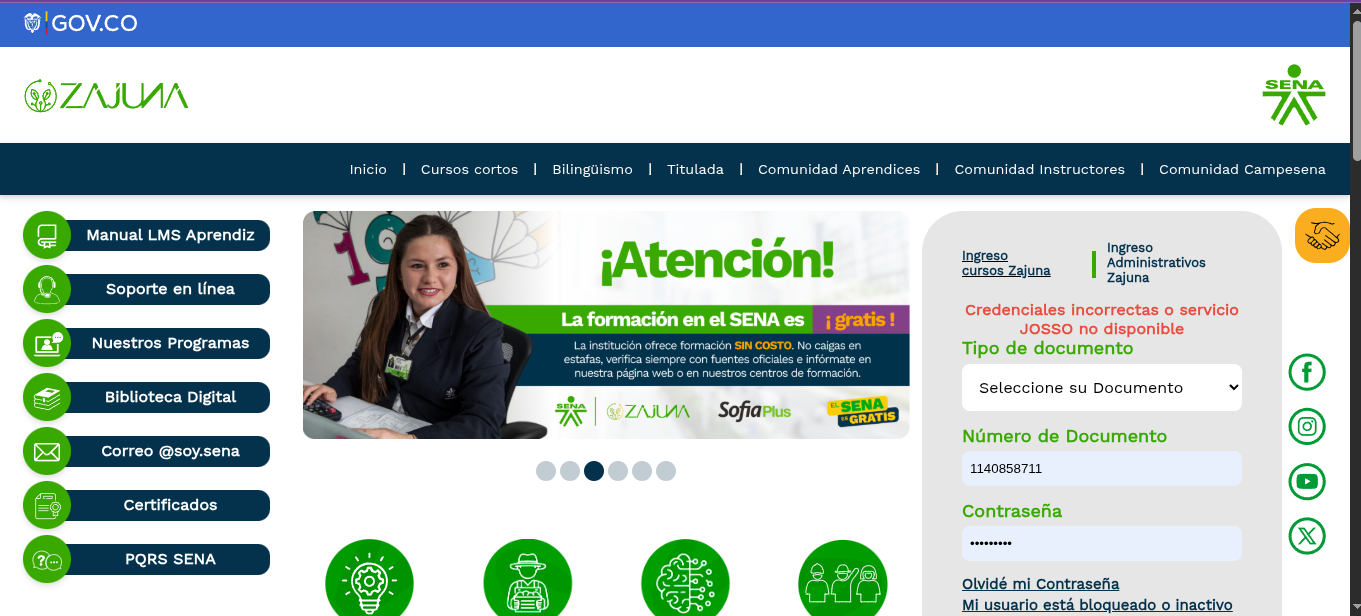 GOV.CO
ZAJUNA
SENA
Inicio | Cursos cortos | Bilingüismo | Titulada | Comunidad Aprendices | Comunidad Instructores | Comunidad Campesena
Manual LMS Aprendiz
Soporte en línea
Nuestros Programas
Biblioteca Digital
Correo @soy.sena
Certificados
PQRS SENA
¡Atención!
La formación en el SENA es ¡ gratis !
La institución ofrece formación SIN COSTO. No caigas en
estafas, verifica siempre con fuentes oficiales e infórmate en
nuestra página web o en nuestros centros de formación.
SENA
ZAJUNA
Sofia Plus
EL SENA ES GRATIS
Ingreso
cursos Zajuna
Ingreso
Administrativos
Zajuna
Credenciales incorrectas o servicio
JOSSO no disponible
Tipo de documento
Seleccione su Documento
Número de Documento
1140858711
Contraseña
•••••••••
Olvidé mi Contraseña
Mi usuario está bloqueado o inactivo